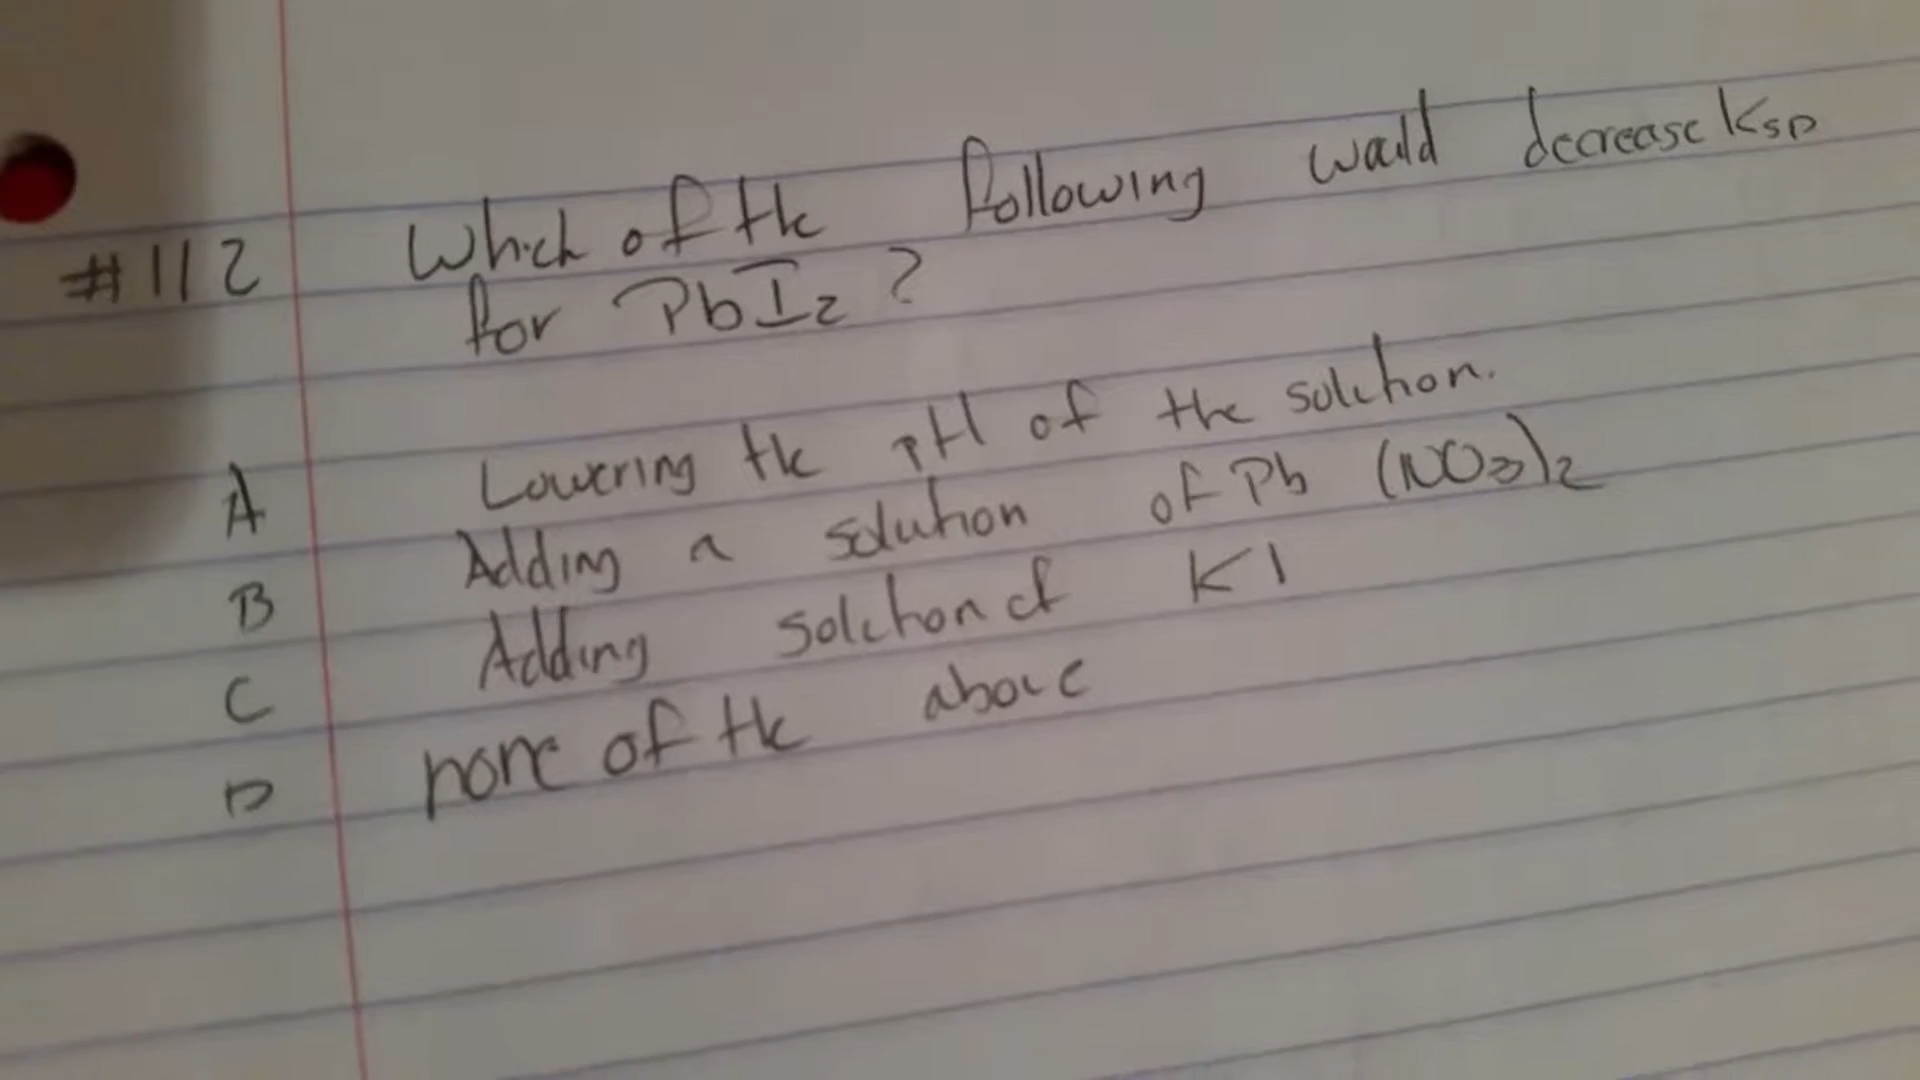 #112 Which of the following would decrease Ksp
for PbI2?
A Lowering the pH of the solution.
B Adding a solution of Pb (NO3)2
C Adding solution of KI
D none of the above